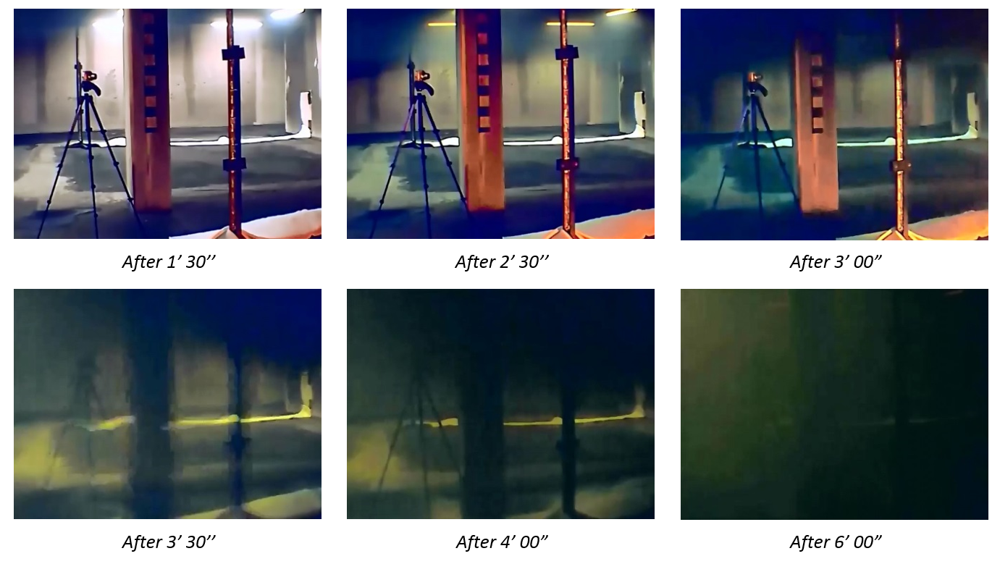 After 1’ 30’’
After 2’ 30’’
After 3’ 00”
After 3’ 30’’
After 4’ 00”
After 6’ 00”